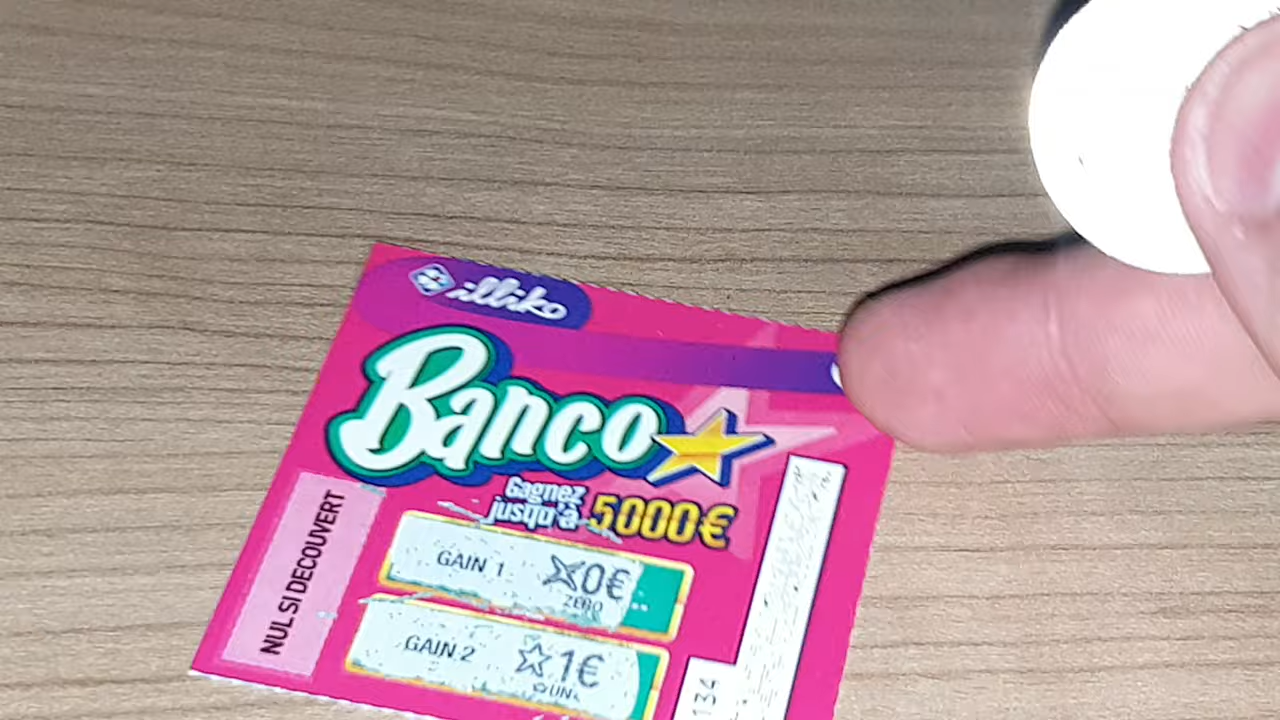 illiko
Banco
Gagnez
jusqu'à 5000€
NUL SI DECOUVERT
GAIN 1 0€
ZERO
GAIN 2 1€
UN
134